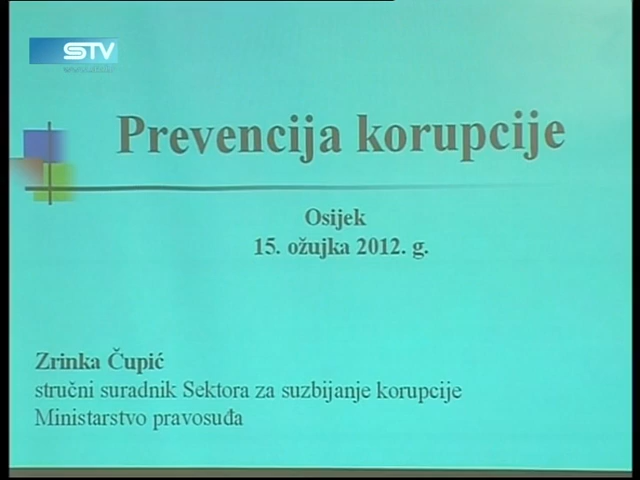 STV
Prevencija korupcije
Osijek
15. ožujka 2012. g.
Zrinka Čupić
stručni suradnik Sektora za suzbijanje korupcije
Ministarstvo pravosuđa